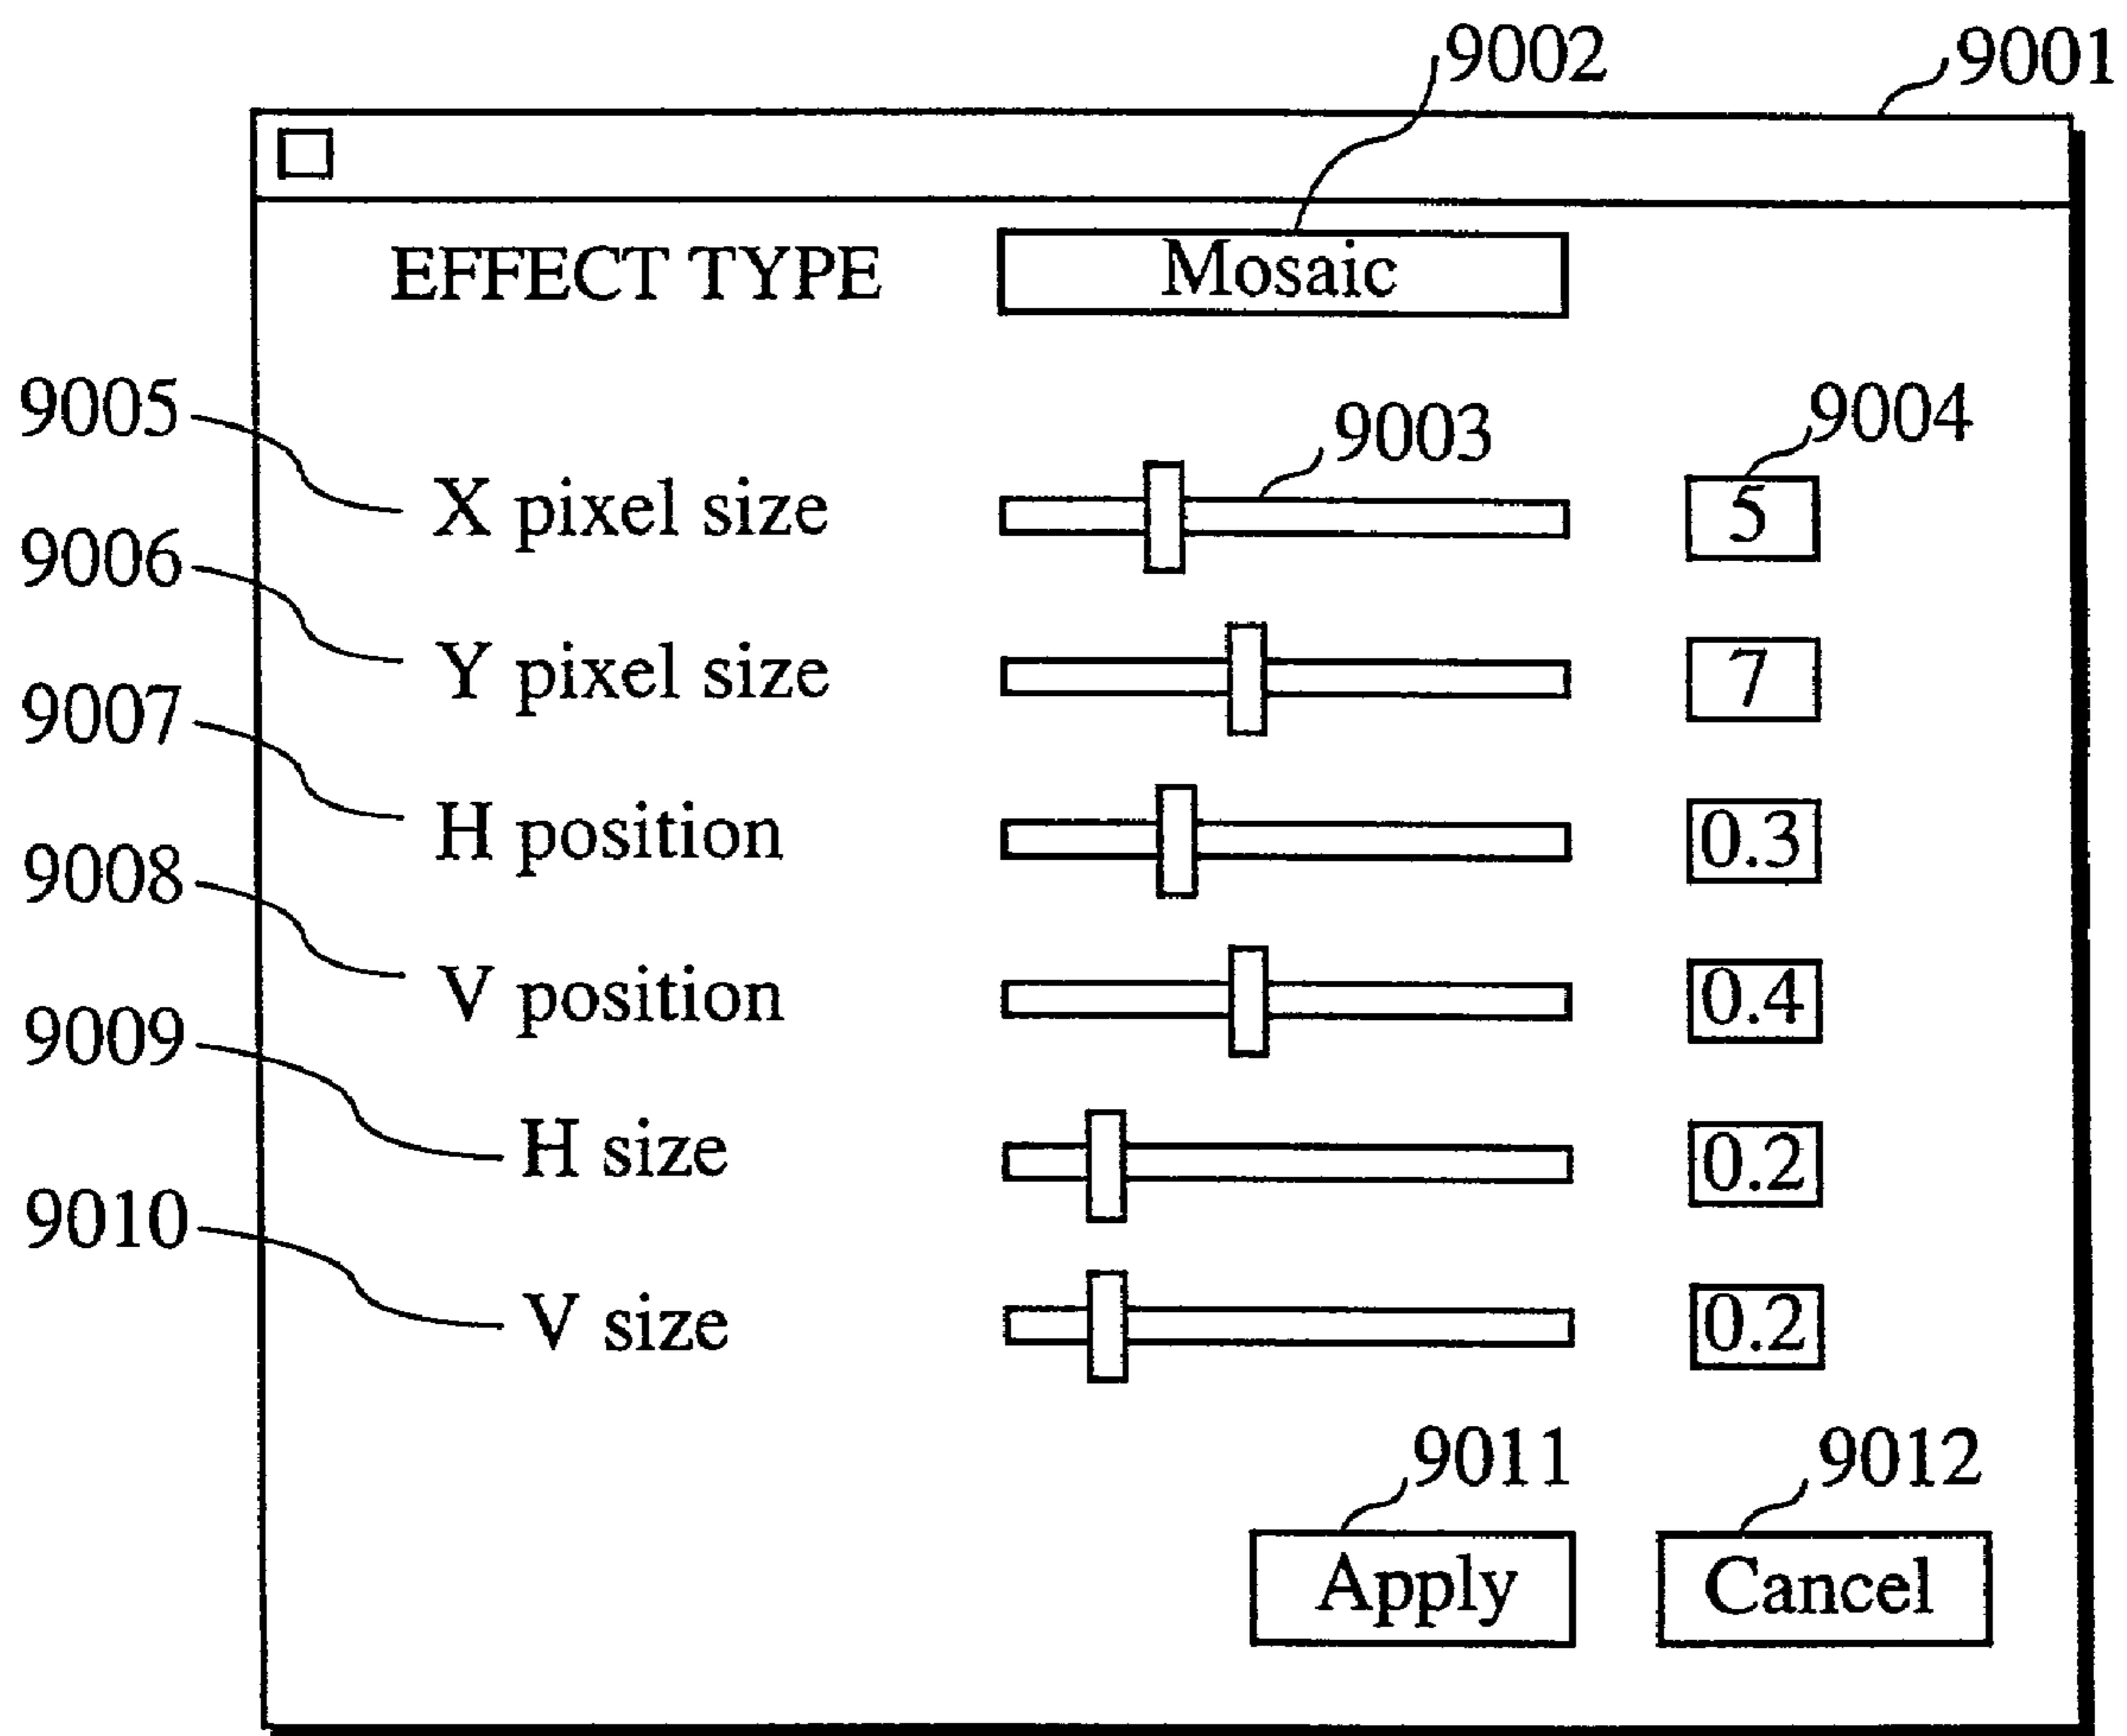 9002 9001
EFFECT TYPE Mosaic
9005 9003 9004
X pixel size 5
9006
Y pixel size 7
9007
H position 0.3
9008
V position 0.4
9009
H size 0.2
9010
V size 0.2
9011 9012
Apply Cancel